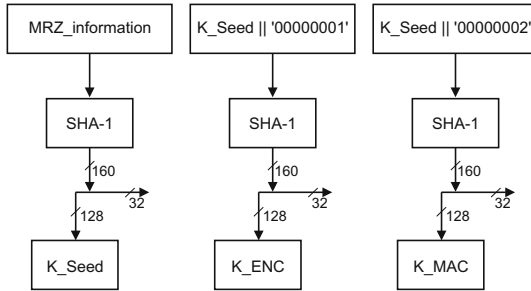 MRZ_information
K_Seed || '00000001'
K_Seed || '00000002'
SHA-1
SHA-1
SHA-1
160
160
160
32
32
32
128
128
128
K_Seed
K_ENC
K_MAC